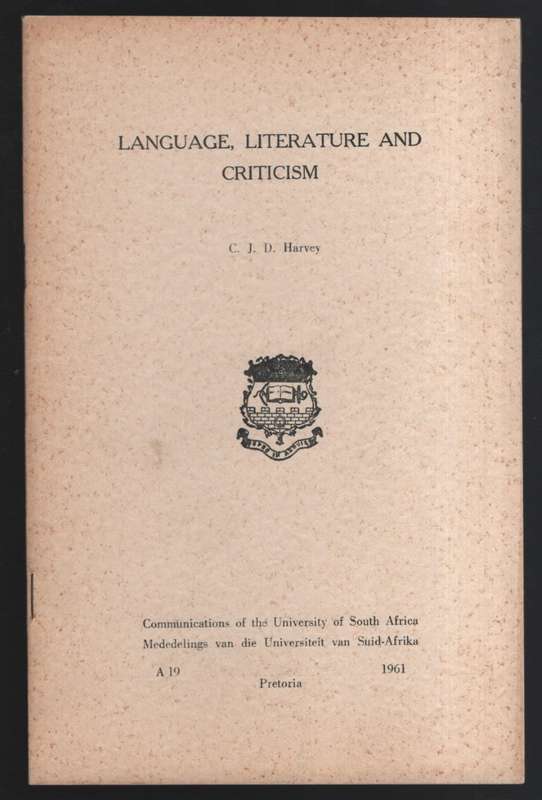 LANGUAGE, LITERATURE AND
CRITICISM
C. J. D. Harvey
Communications of the University of South Africa
Mededelings van die Universiteit van Suid-Afrika
A 19
1961
Pretoria